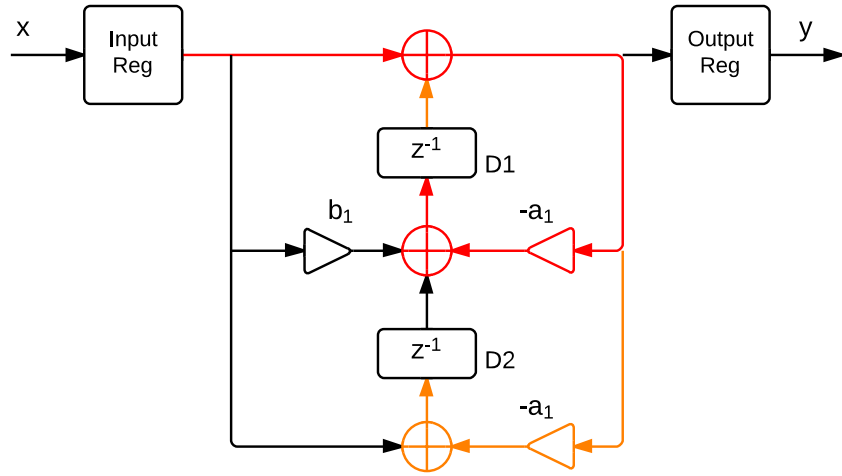 x
Input
Reg
Output
Reg
y
z⁻¹
D1
b₁
-a₁
z⁻¹
D2
-a₁